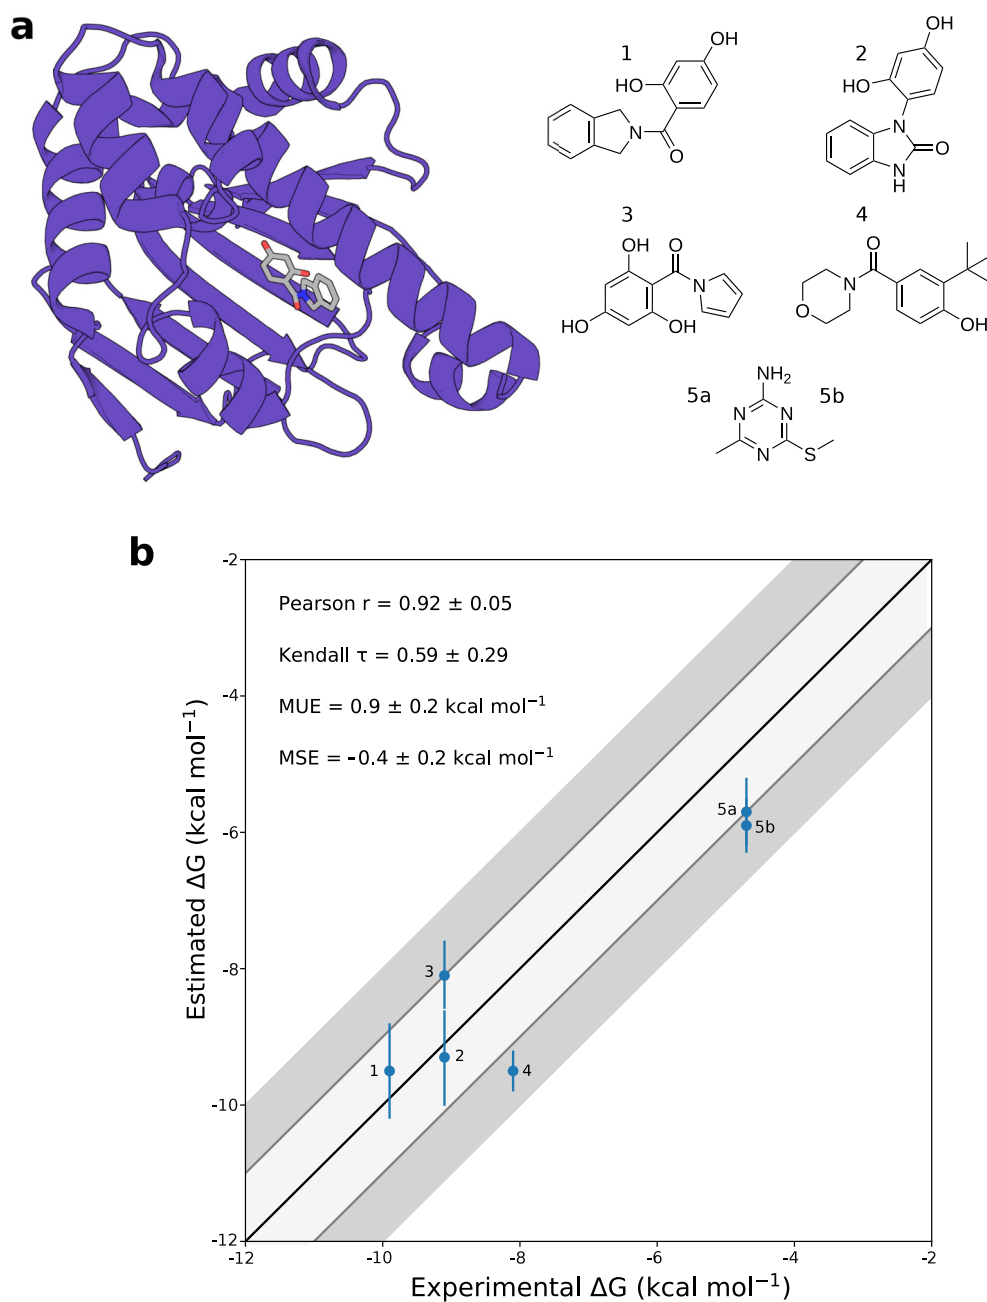 a
1
OH
HO
N
O
2
OH
HO
N
O
N
H
3
OH
O
N
HO
OH
4
O
N
O
OH
5a
NH2
5b
N
N
N
S
b
Pearson r = 0.92 ± 0.05
Kendall τ = 0.59 ± 0.29
MUE = 0.9 ± 0.2 kcal mol⁻¹
MSE = -0.4 ± 0.2 kcal mol⁻¹
Estimated ΔG (kcal mol⁻¹)
-2
-4
-6
-8
-10
-12
5a
5b
3
2
1
4
-12
-10
-8
-6
-4
-2
Experimental ΔG (kcal mol⁻¹)